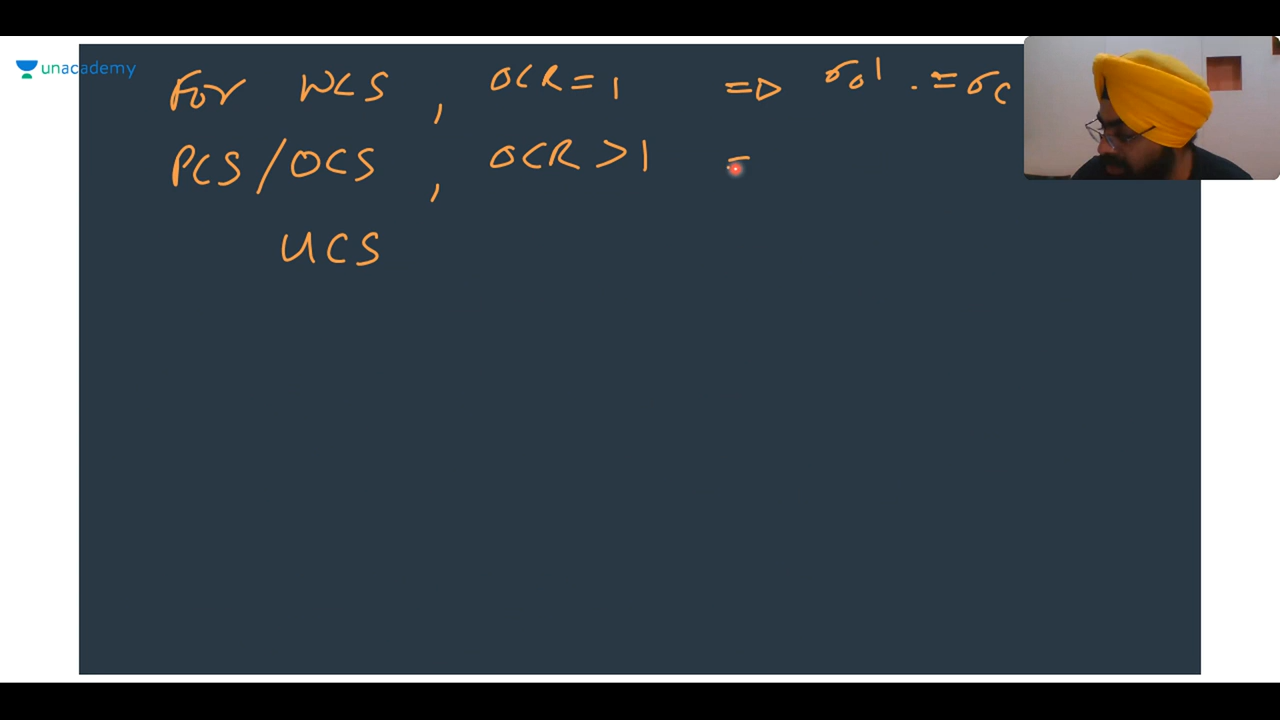 unacademy
For NCS, OCR = 1 => σ0' = σc
PCS / OCS, OCR > 1 =
UCS